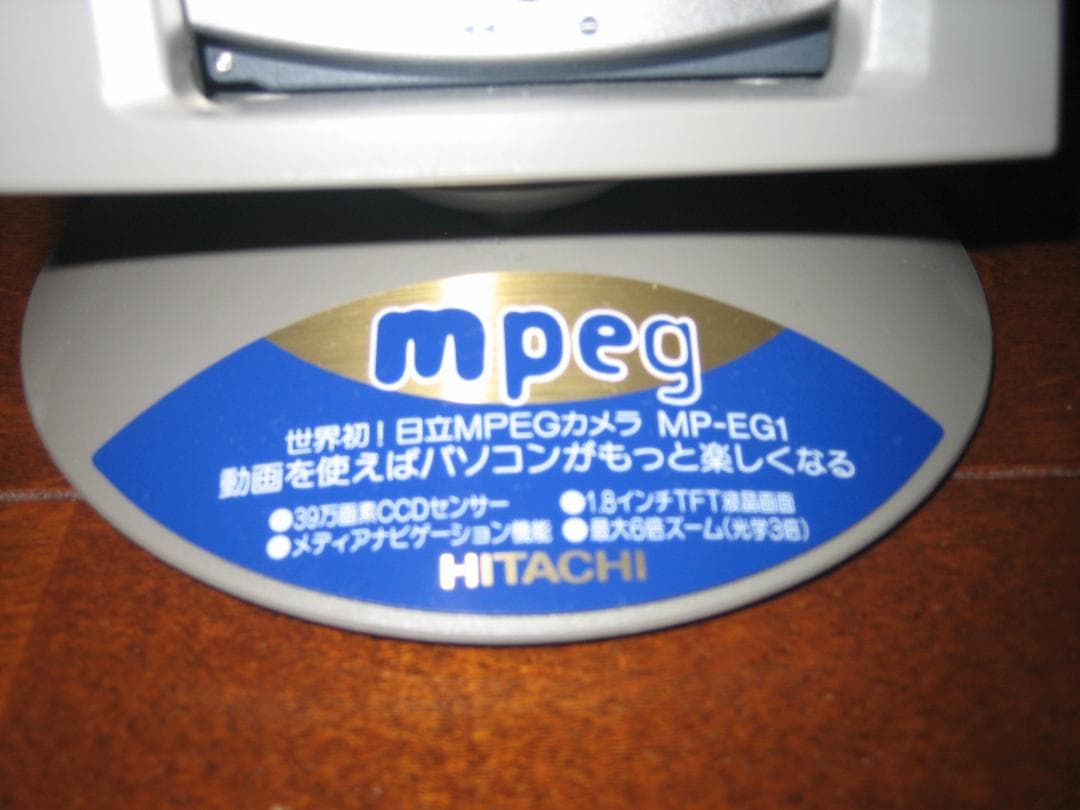 mpeg
世界初！日立MPEGカメラ MP-EG1
動画を使えばパソコンがもっと楽しくなる
●39万画素CCDセンサー ●1.8インチTFT液晶画面
●メディアナビゲーション機能 ●最大6倍ズーム(光学3倍)
HITACHI